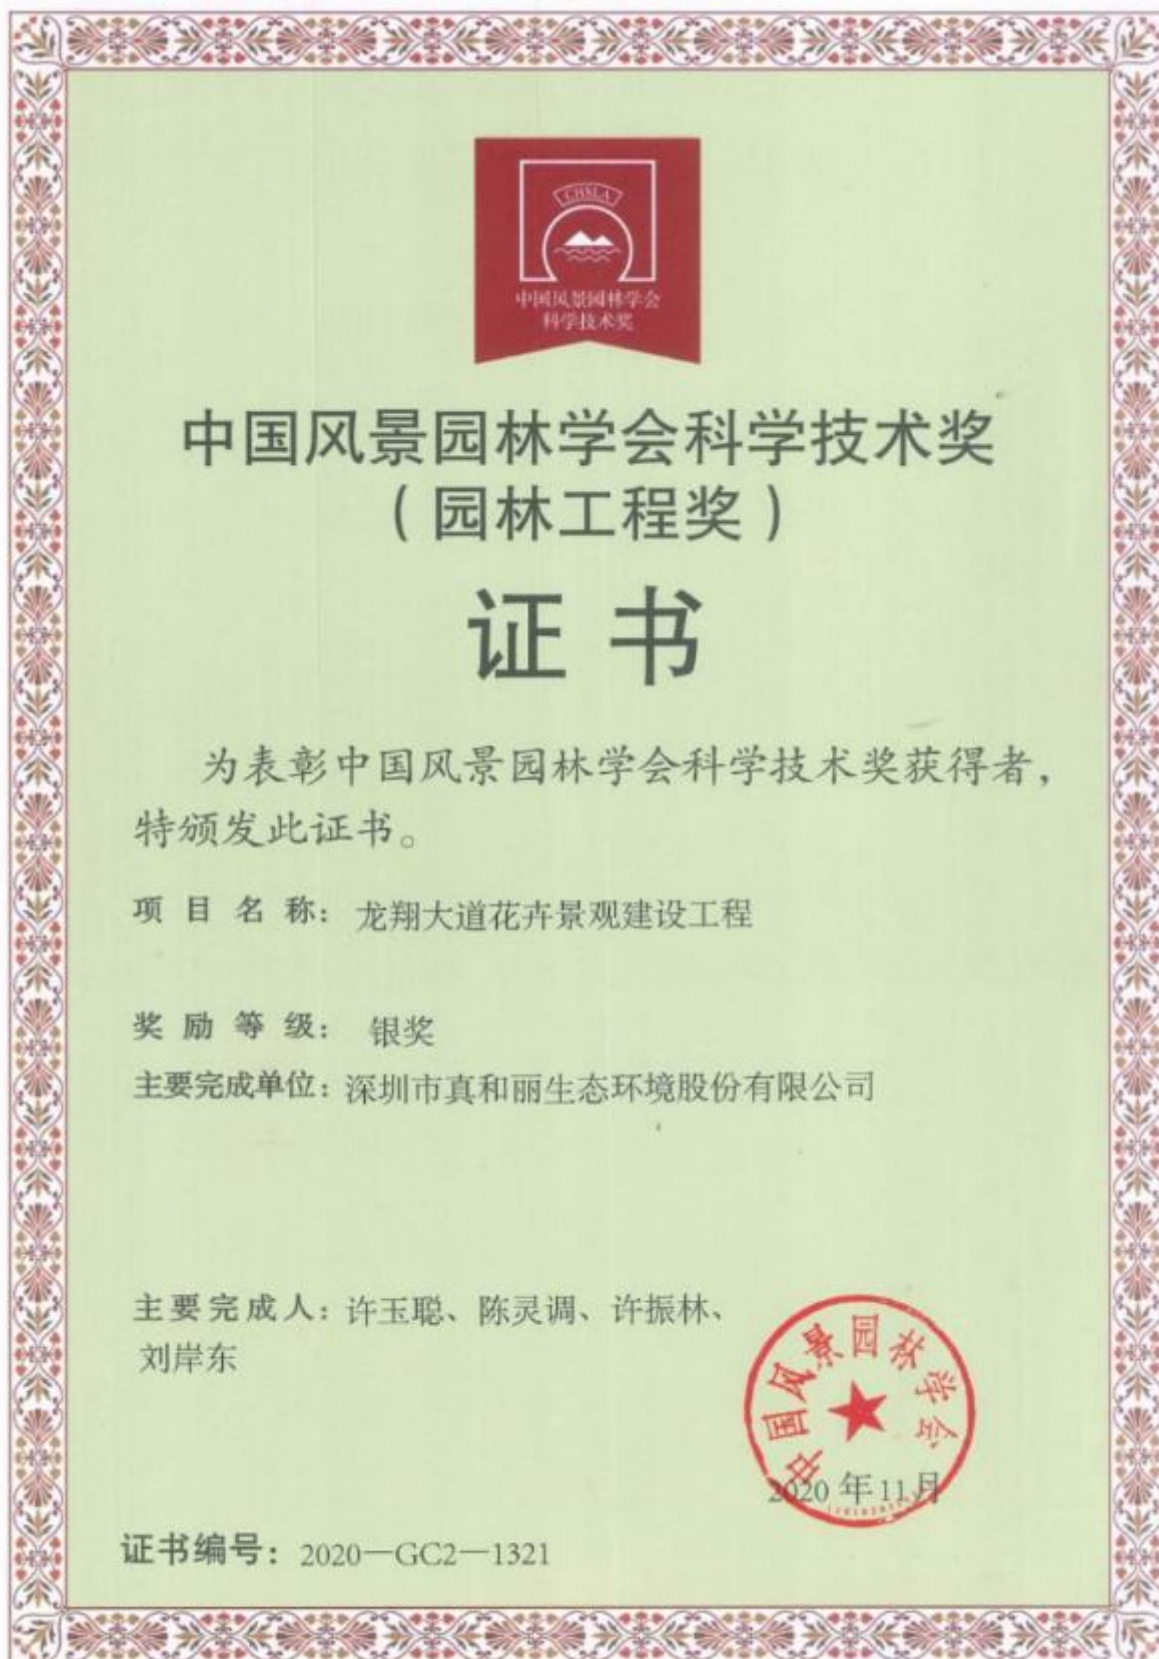 CHSLA
中国风景园林学会
科学技术奖
中国风景园林学会科学技术奖
（园林工程奖）
证书
为表彰中国风景园林学会科学技术奖获得者，
特颁发此证书。
项目名称：龙翔大道花卉景观建设工程
奖励等级：银奖
主要完成单位：深圳市真和丽生态环境股份有限公司
主要完成人：许玉聪、陈灵调、许振林、
刘岸东
中国风景园林学会
2020年11月
证书编号：2020—GC2—1321